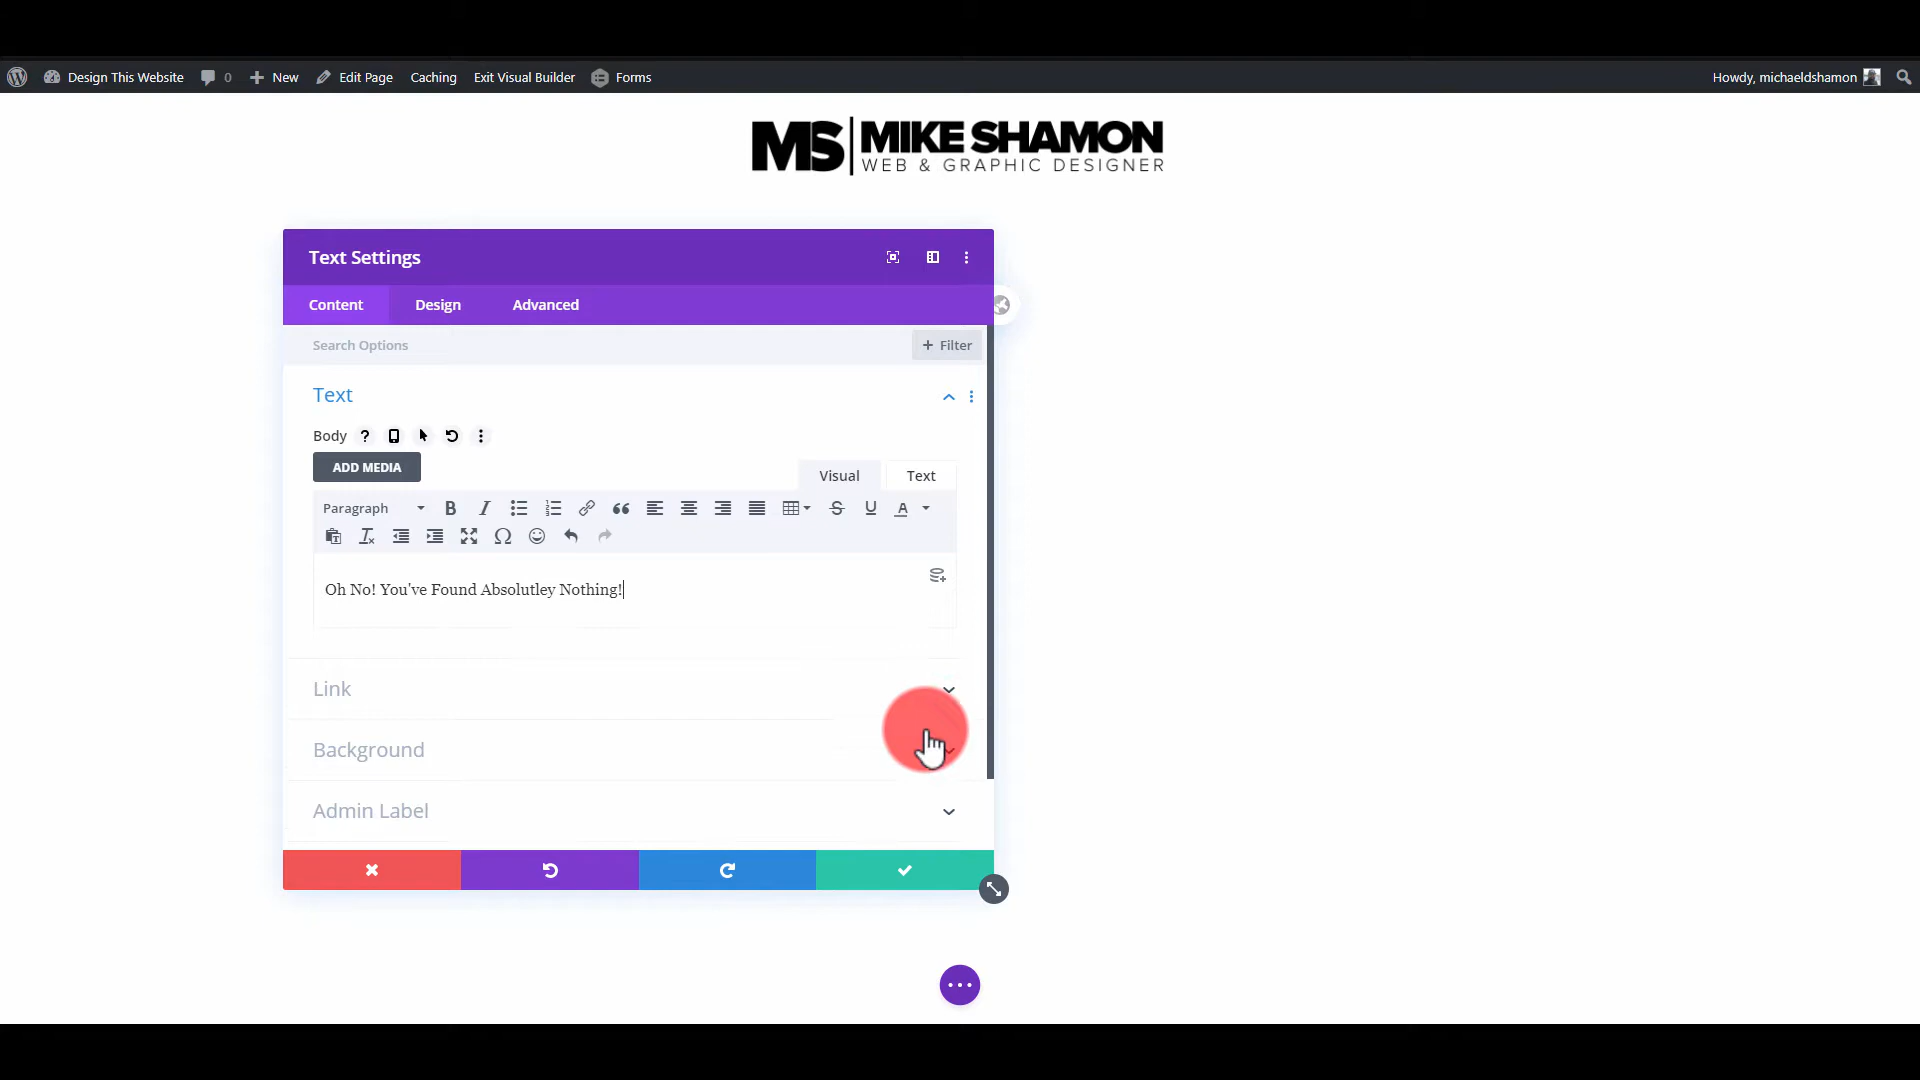 Design This Website 0 New Edit Page Caching Exit Visual Builder Forms Howdy, michaeldshamon
MS MIKE SHAMON
WEB & GRAPHIC DESIGNER
Text Settings
Content Design Advanced
Search Options + Filter
Text
Body ?
ADD MEDIA
Visual Text
Paragraph B I U A
Oh No! You've Found Absolutley Nothing!
Link
Background
Admin Label